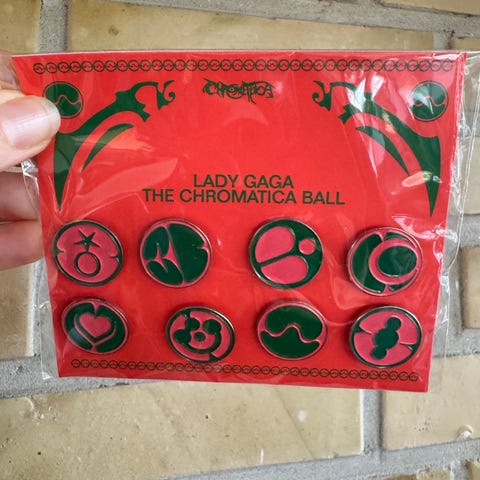 CHROMATICA
LADY GAGA
THE CHROMATICA BALL